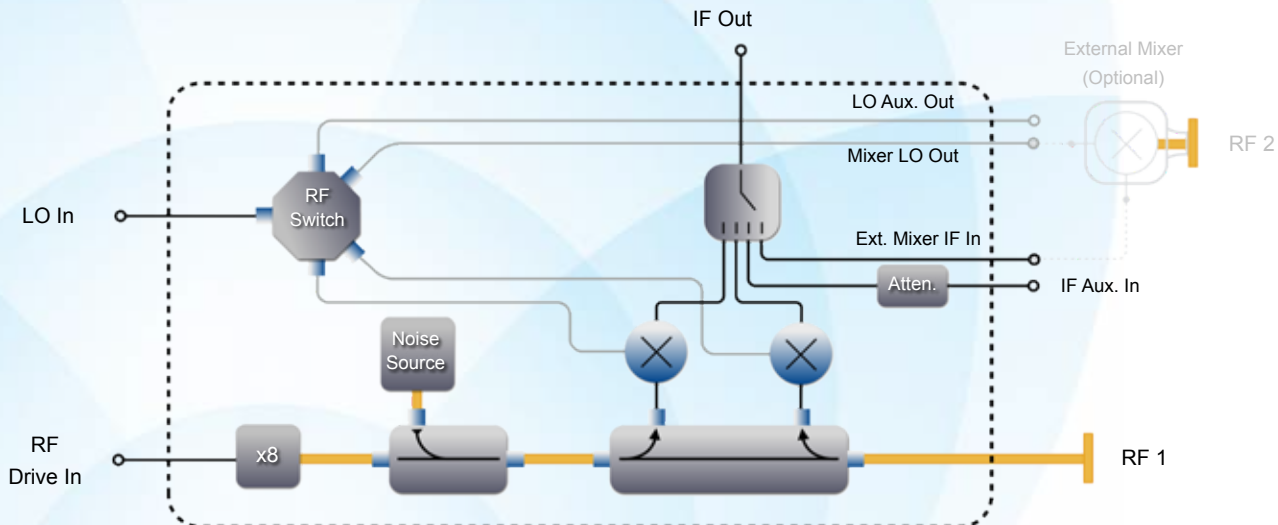 IF Out
External Mixer
(Optional)
LO Aux. Out
Mixer LO Out
RF 2
RF
Switch
LO In
Ext. Mixer IF In
Atten.
IF Aux. In
Noise
Source
RF
Drive In
x8
RF 1